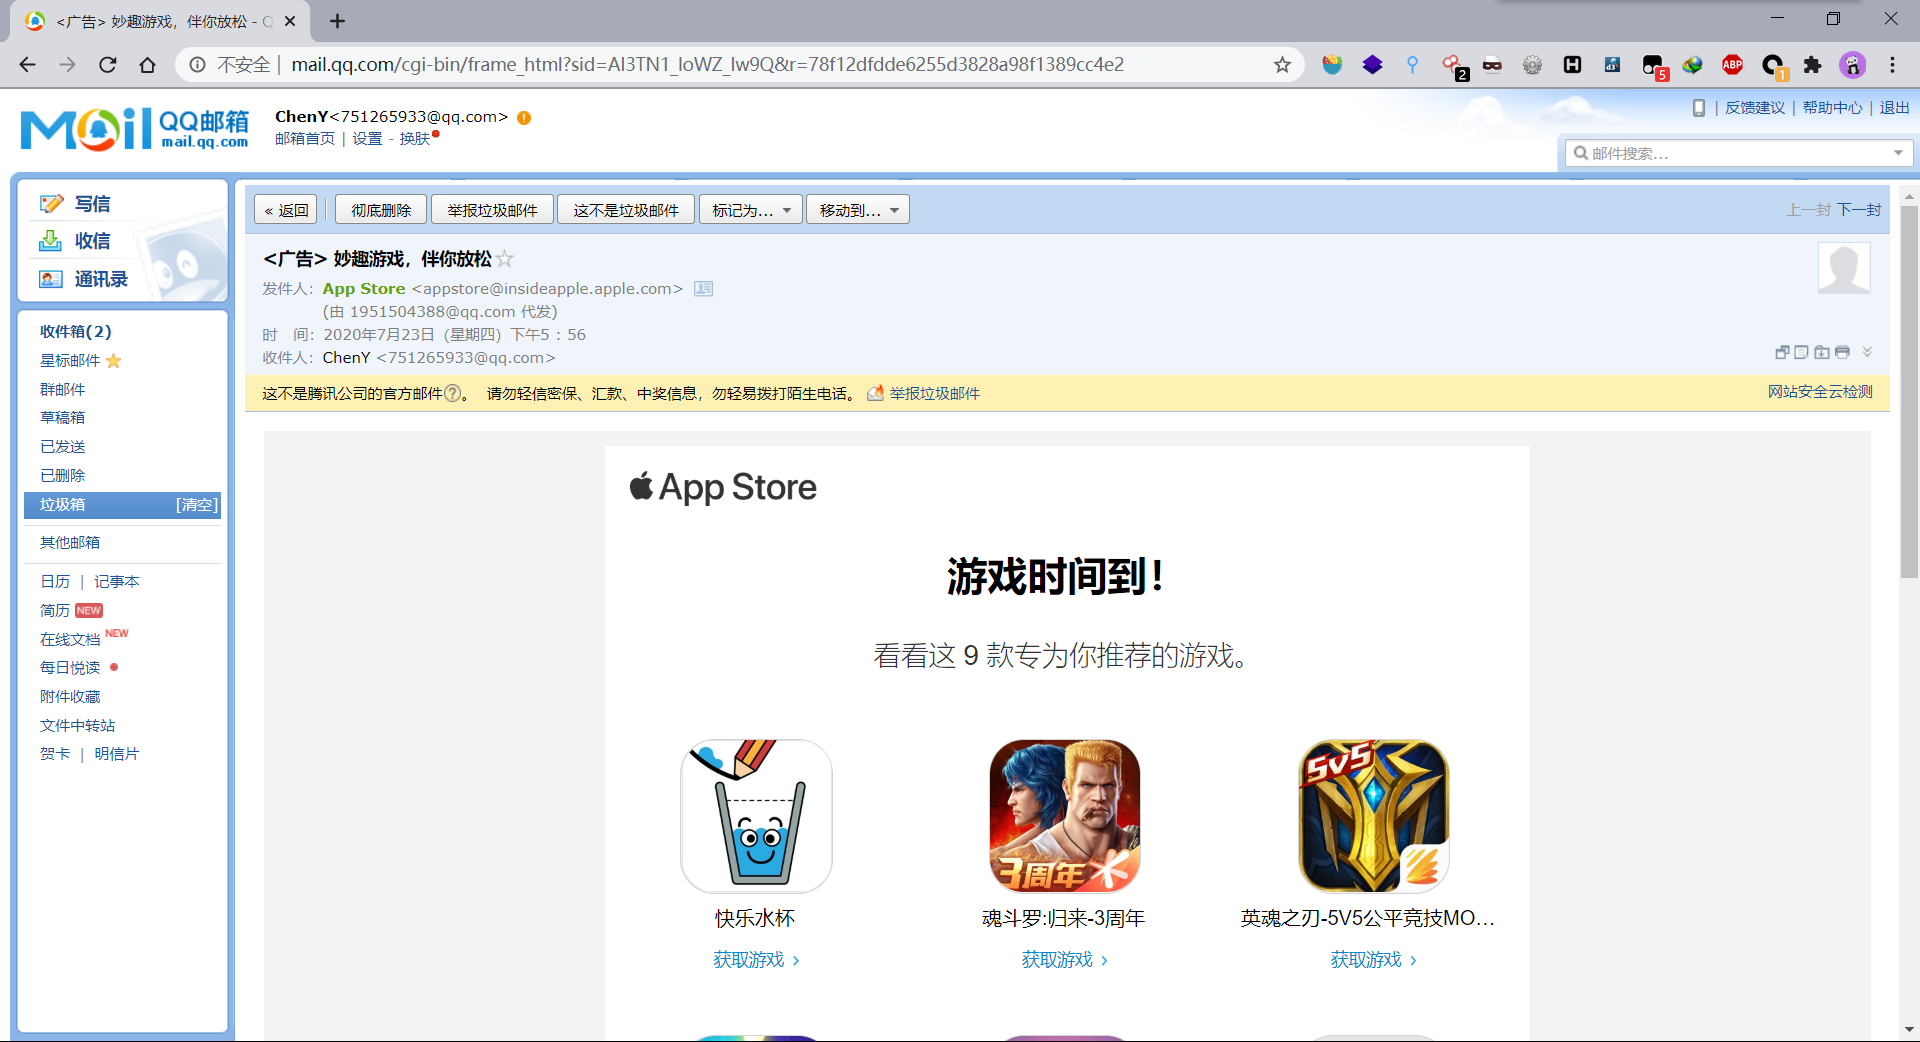 <广告> 妙趣游戏，伴你放松 - Q
不安全 | mail.qq.com/cgi-bin/frame_html?sid=AI3TN1_loWZ_lw9Q&r=78f12dfdde6255d3828a98f1389cc4e2
2
5
ABP
1
Mail QQ邮箱
mail.qq.com
ChenY<751265933@qq.com>
邮箱首页 | 设置 - 换肤
| 反馈建议 | 帮助中心 | 退出
邮件搜索...
写信
收信
通讯录
收件箱(2)
星标邮件
群邮件
草稿箱
已发送
已删除
垃圾箱 [清空]
其他邮箱
日历 | 记事本
简历 NEW
在线文档 NEW
每日悦读
附件收藏
文件中转站
贺卡 | 明信片
« 返回 彻底删除 举报垃圾邮件 这不是垃圾邮件 标记为... 移动到...
上一封 下一封
<广告> 妙趣游戏，伴你放松
发件人： App Store <appstore@insideapple.apple.com>
(由 1951504388@qq.com 代发)
时 间： 2020年7月23日（星期四）下午5：56
收件人： ChenY <751265933@qq.com>
这不是腾讯公司的官方邮件?。 请勿轻信密保、汇款、中奖信息，勿轻易拨打陌生电话。 举报垃圾邮件
网站安全云检测
App Store
游戏时间到！
看看这 9 款专为你推荐的游戏。
3周年
5v5
快乐水杯
魂斗罗:归来-3周年
英魂之刃-5V5公平竞技MO...
获取游戏 ›
获取游戏 ›
获取游戏 ›